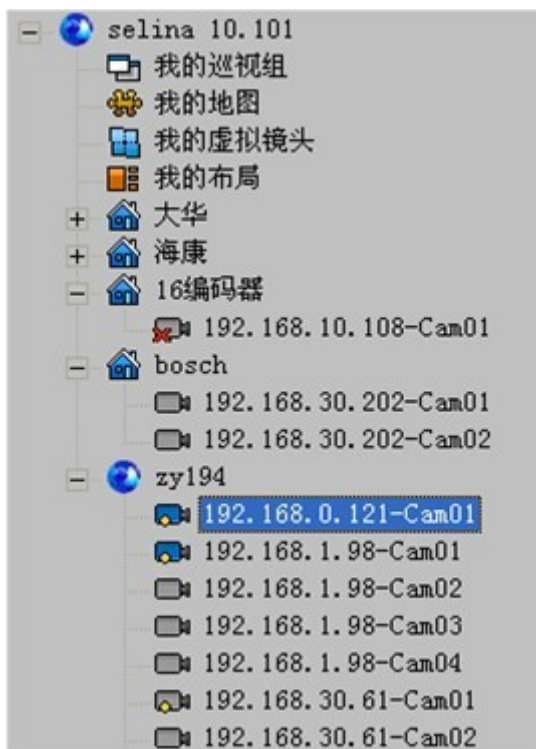 selina 10.101
我的巡视组
我的地图
我的虚拟镜头
我的布局
大华
海康
16编码器
192.168.10.108-Cam01
bosch
192.168.30.202-Cam01
192.168.30.202-Cam02
zy194
192.168.0.121-Cam01
192.168.1.98-Cam01
192.168.1.98-Cam02
192.168.1.98-Cam03
192.168.1.98-Cam04
192.168.30.61-Cam01
192.168.30.61-Cam02